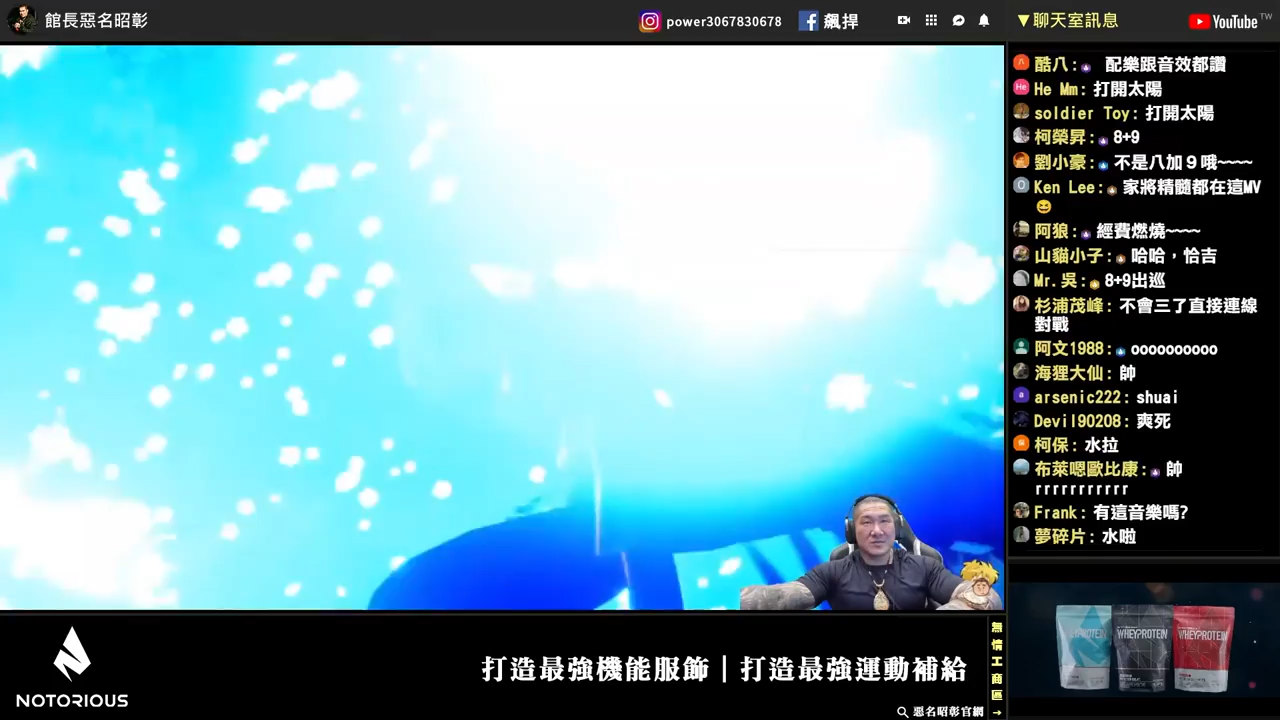 館長惡名昭彰
power3067830678
飆捍
▼聊天室訊息
YouTube TW
酷八: 配樂跟音效都讚
He Mm: 打開太陽
soldier Toy: 打開太陽
柯榮昇: 8+9
劉小豪: 不是八加９哦~~~~
Ken Lee: 家將精髓都在這MV
😆
阿狼: 經費燃燒~~~~
山貓小子: 哈哈，恰吉
Mr.吳: 8+9出巡
杉浦茂峰: 不會三了直接連線
對戰
阿文1988: oooooooooo
海狸大仙: 帥
arsenic222: shuai
Devil90208: 爽死
柯保: 水拉
布萊嗯歐比康: 帥
rrrrrrrrrrr
Frank: 有這音樂嗎?
夢碎片: 水啦
WHEYPROTEIN
WHEYPROTEIN
WHEYPROTEIN
NOTORIOUS
打造最強機能服飾｜打造最強運動補給
無情工商區→
惡名昭彰官網